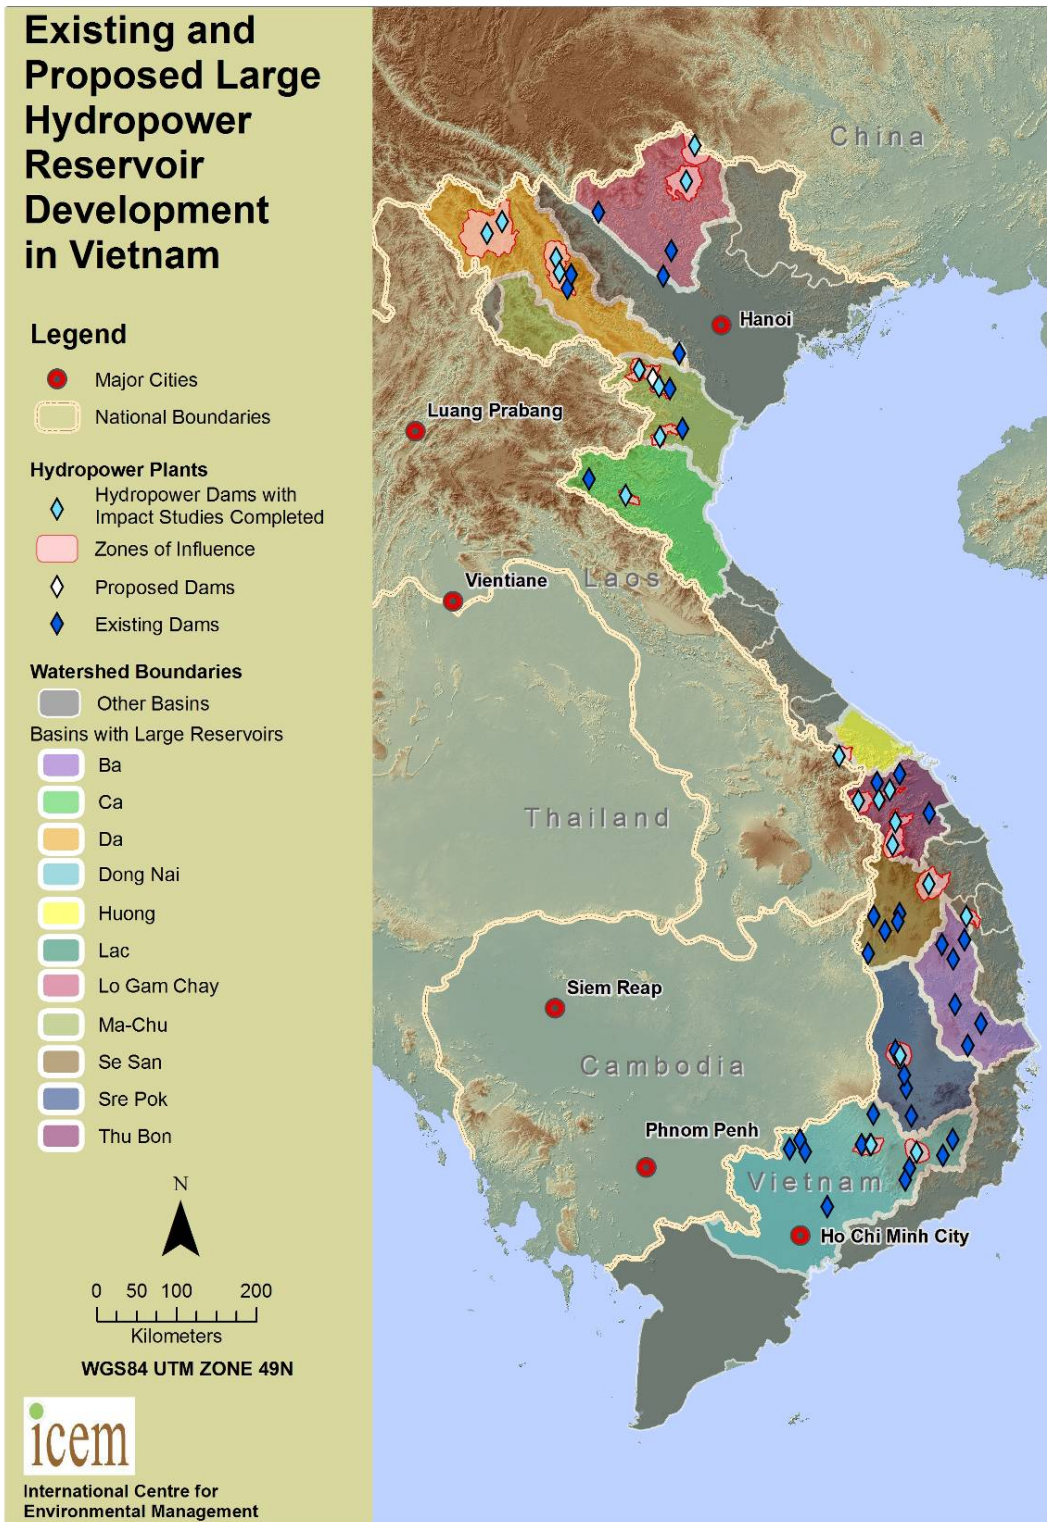 Existing and
Proposed Large
Hydropower
Reservoir
Development
in Vietnam
Legend
Major Cities
National Boundaries
Hydropower Plants
Hydropower Dams with
Impact Studies Completed
Zones of Influence
Proposed Dams
Existing Dams
Watershed Boundaries
Other Basins
Basins with Large Reservoirs
Ba
Ca
Da
Dong Nai
Huong
Lac
Lo Gam Chay
Ma-Chu
Se San
Sre Pok
Thu Bon
N
0 50 100 200
Kilometers
WGS84 UTM ZONE 49N
icem
International Centre for
Environmental Management
China
Hanoi
Luang Prabang
Laos
Vientiane
Thailand
Siem Reap
Cambodia
Phnom Penh
Vietnam
Ho Chi Minh City